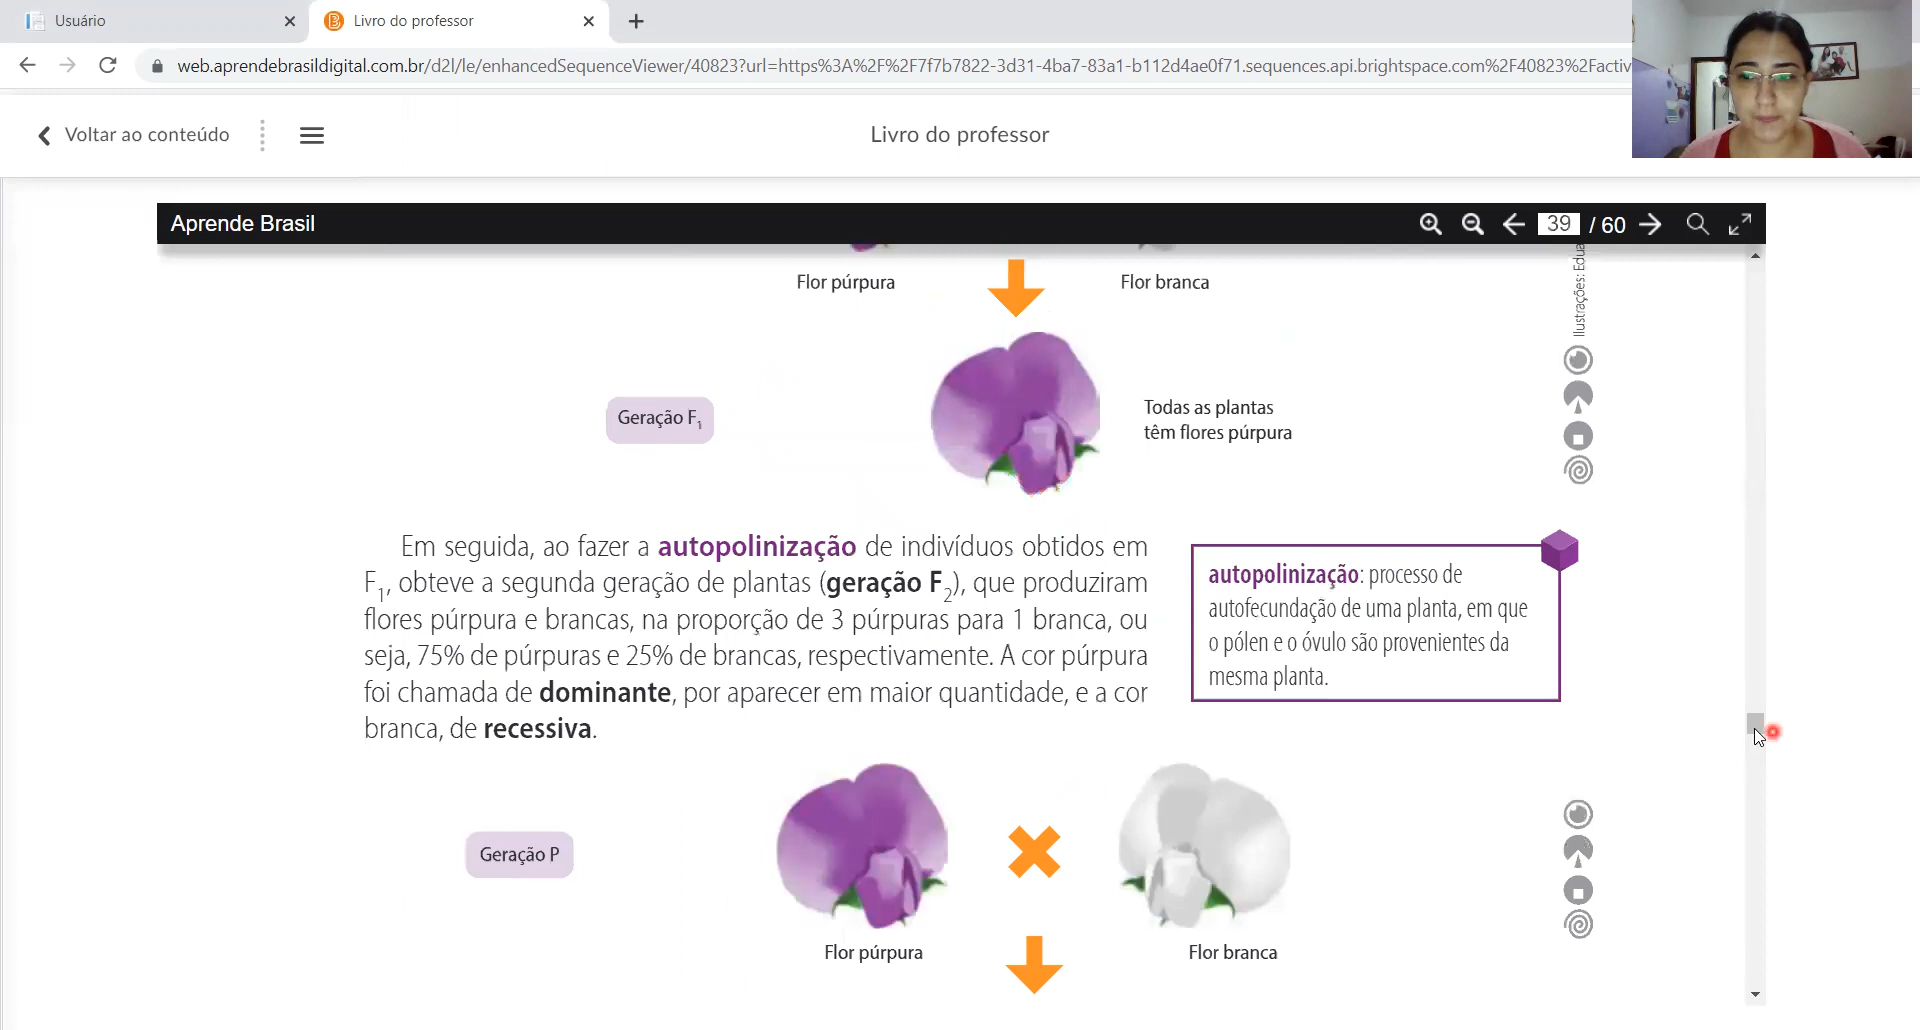 Usuário
Livro do professor
web.aprendebrasildigital.com.br/d2l/le/enhancedSequenceViewer/40823?url=https%3A%2F%2F7f7b7822-3d31-4ba7-83a1-b112d4ae0f71.sequences.api.brightspace.com%2F40823%2Factiv
Voltar ao conteúdo
Livro do professor
Aprende Brasil
39 / 60
Ilustrações: Edua
Flor púrpura
Flor branca
Geração F1
Todas as plantas
têm flores púrpura
Em seguida, ao fazer a autopolinização de indivíduos obtidos em
F1, obteve a segunda geração de plantas (geração F2), que produziram
flores púrpura e brancas, na proporção de 3 púrpuras para 1 branca, ou
seja, 75% de púrpuras e 25% de brancas, respectivamente. A cor púrpura
foi chamada de dominante, por aparecer em maior quantidade, e a cor
branca, de recessiva.
autopolinização: processo de
autofecundação de uma planta, em que
o pólen e o óvulo são provenientes da
mesma planta.
Geração P
Flor púrpura
Flor branca